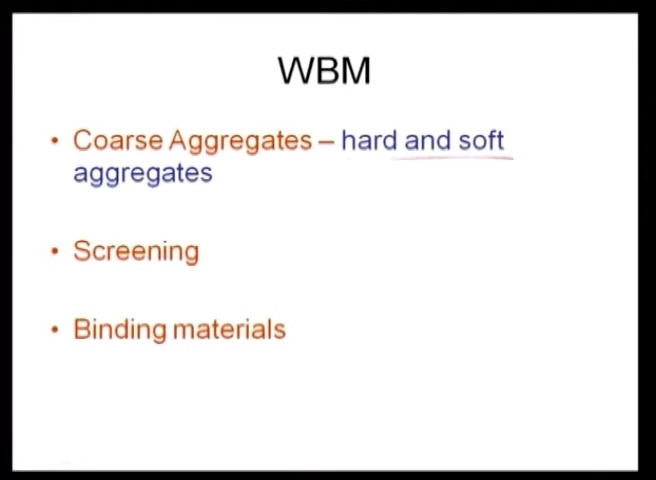 WBM
• Coarse Aggregates – hard and soft
aggregates
• Screening
• Binding materials